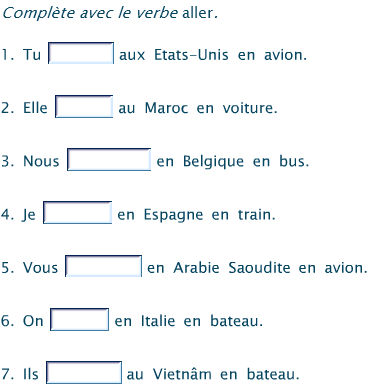 Complète avec le verbe aller.
1. Tu aux Etats-Unis en avion.
2. Elle au Maroc en voiture.
3. Nous en Belgique en bus.
4. Je en Espagne en train.
5. Vous en Arabie Saoudite en avion.
6. On en Italie en bateau.
7. Ils au Vietnâm en bateau.